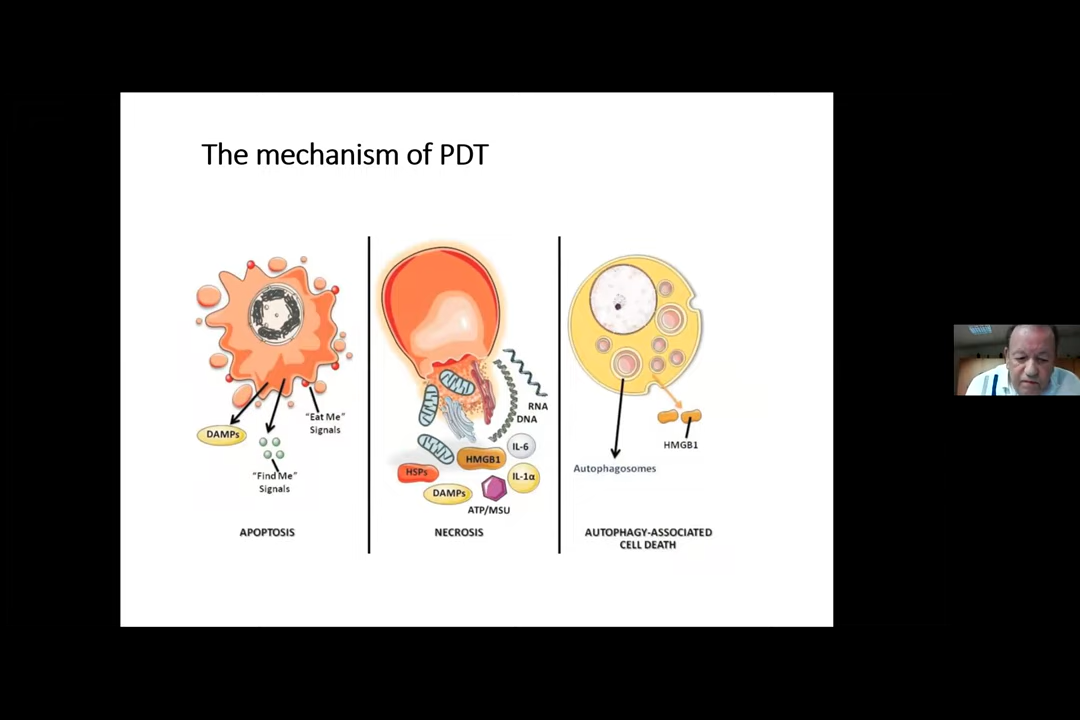 The mechanism of PDT
"Eat Me"
Signals
DAMPs
"Find Me"
Signals
APOPTOSIS
RNA
DNA
IL-6
HMGB1
HSPs
IL-1α
DAMPs
ATP/MSU
NECROSIS
HMGB1
Autophagosomes
AUTOPHAGY-ASSOCIATED
CELL DEATH